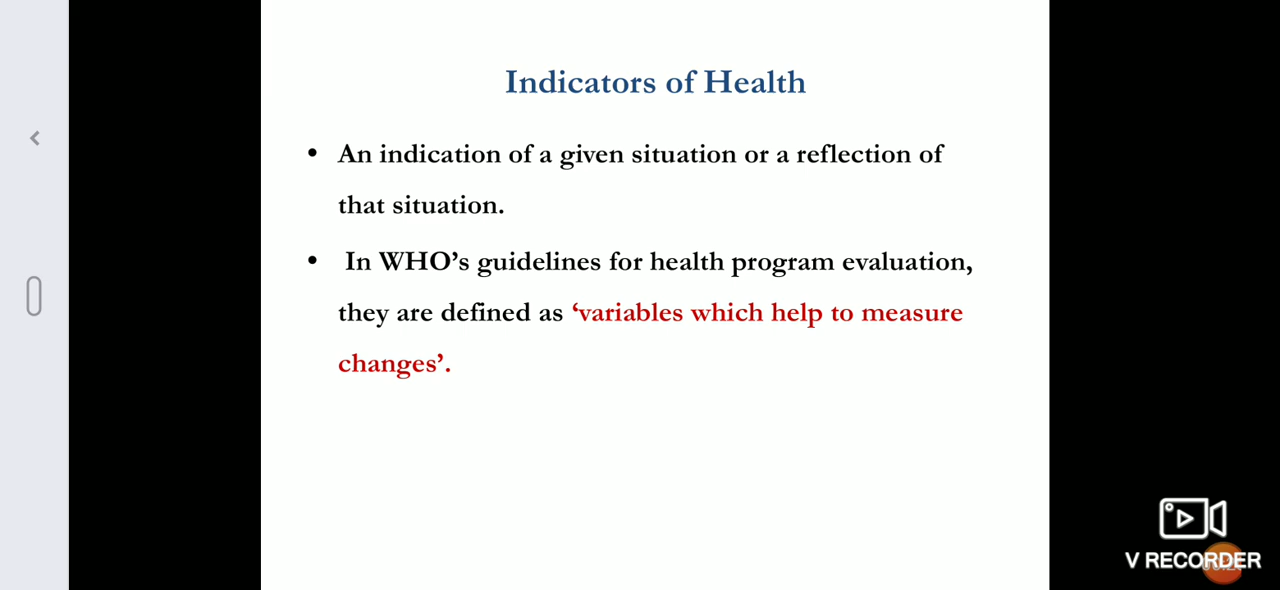 Indicators of Health
• An indication of a given situation or a reflection of
that situation.
• In WHO’s guidelines for health program evaluation,
they are defined as ‘variables which help to measure
changes’.
V RECORDER